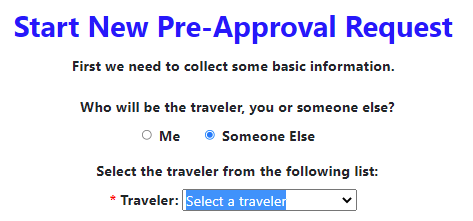 Start New Pre-Approval Request
First we need to collect some basic information.
Who will be the traveler, you or someone else?
Me Someone Else
Select the traveler from the following list:
* Traveler: Select a traveler